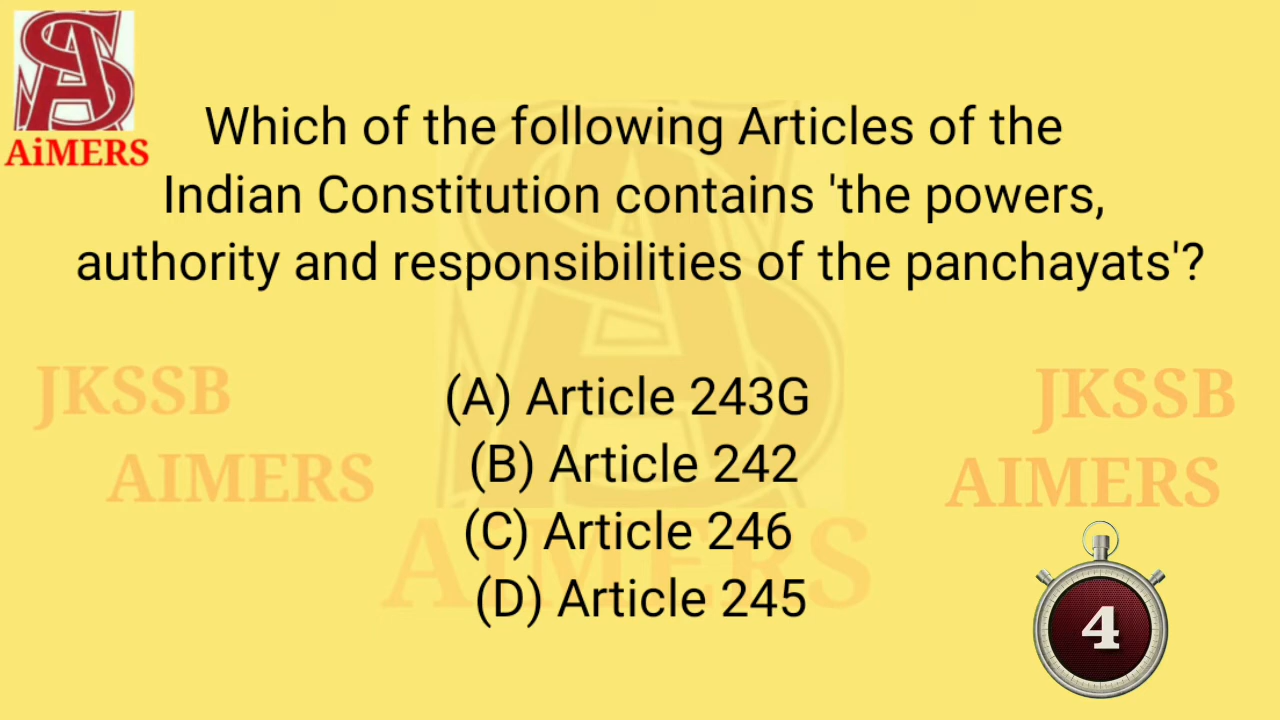 AiMERS
Which of the following Articles of the
Indian Constitution contains 'the powers,
authority and responsibilities of the panchayats'?
JKSSB
AIMERS
JKSSB
AIMERS
(A) Article 243G
(B) Article 242
(C) Article 246
(D) Article 245
AIMERS
4